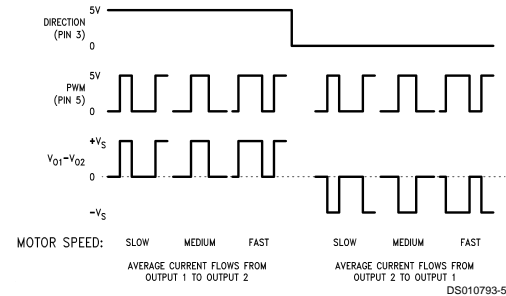 5V
DIRECTION
(PIN 3)
0
5V
PWM
(PIN 5)
0
+VS
VO1–VO2
0
–VS
MOTOR SPEED: SLOW MEDIUM FAST SLOW MEDIUM FAST
AVERAGE CURRENT FLOWS FROM
OUTPUT 1 TO OUTPUT 2
AVERAGE CURRENT FLOWS FROM
OUTPUT 2 TO OUTPUT 1
DS010793-5